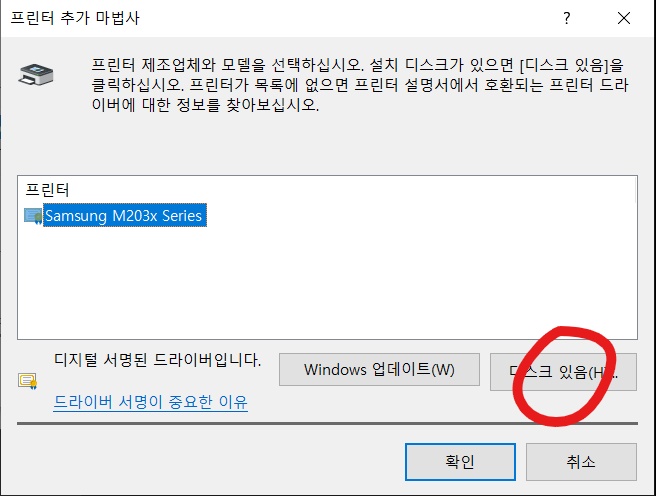 프린터 추가 마법사
?
프린터 제조업체와 모델을 선택하십시오. 설치 디스크가 있으면 [디스크 있음]을
클릭하십시오. 프린터가 목록에 없으면 프린터 설명서에서 호환되는 프린터 드라
이버에 대한 정보를 찾아보십시오.
프린터
Samsung M203x Series
디지털 서명된 드라이버입니다.
Windows 업데이트(W)
디스크 있음(H)...
드라이버 서명이 중요한 이유
확인
취소